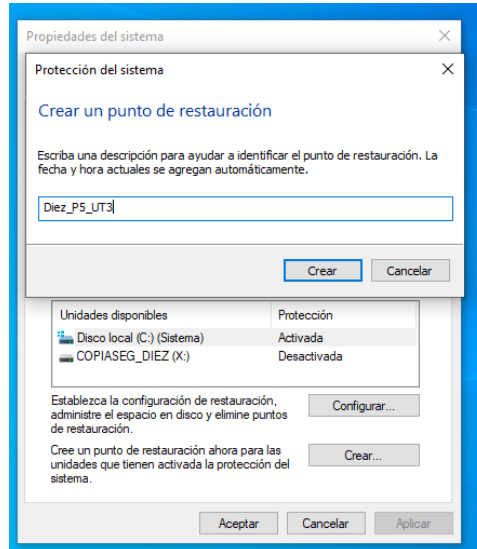 Propiedades del sistema
Protección del sistema
Crear un punto de restauración
Escriba una descripción para ayudar a identificar el punto de restauración. La
fecha y hora actuales se agregan automáticamente.
Diez_P5_UT3
Crear Cancelar
Unidades disponibles Protección
Disco local (C:) (Sistema) Activada
COPIASEG_DIEZ (X:) Desactivada
Establezca la configuración de restauración,
administre el espacio en disco y elimine puntos
de restauración.
Configurar...
Cree un punto de restauración ahora para las
unidades que tienen activada la protección del
sistema.
Crear...
Aceptar Cancelar Aplicar